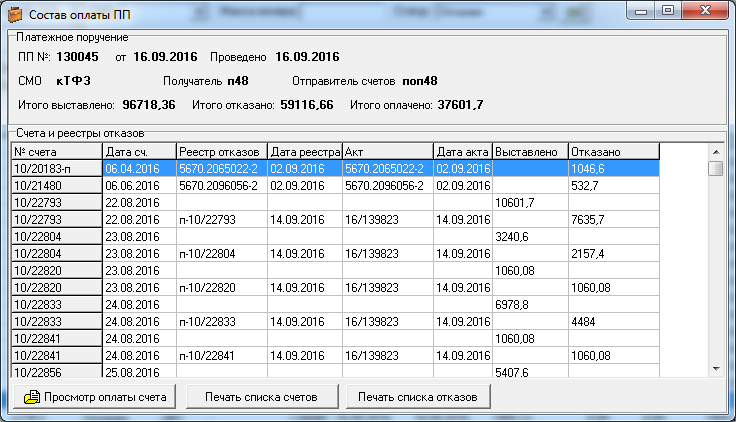 Состав оплаты ПП
Платежное поручение
ПП №: 130045 от 16.09.2016 Проведено 16.09.2016
СМО кТФЗ Получатель п48 Отправитель счетов поп48
Итого выставлено: 96718,36 Итого отказано: 59116,66 Итого оплачено: 37601,7
Счета и реестры отказов
№ счета Дата сч. Реестр отказов Дата реестра Акт Дата акта Выставлено Отказано
10/20183-п 06.04.2016 5670.2065022-2 02.09.2016 5670.2065022-2 02.09.2016 1046,6
10/21480 06.06.2016 5670.2096056-2 02.09.2016 5670.2096056-2 02.09.2016 532,7
10/22793 22.08.2016 10601,7
10/22793 22.08.2016 п-10/22793 14.09.2016 16/139823 14.09.2016 7635,7
10/22804 23.08.2016 3240,6
10/22804 23.08.2016 п-10/22804 14.09.2016 16/139823 14.09.2016 2157,4
10/22820 23.08.2016 1060,08
10/22820 23.08.2016 п-10/22820 14.09.2016 16/139823 14.09.2016 1060,08
10/22833 24.08.2016 6978,8
10/22833 24.08.2016 п-10/22833 14.09.2016 16/139823 14.09.2016 4484
10/22841 24.08.2016 1060,08
10/22841 24.08.2016 п-10/22841 14.09.2016 16/139823 14.09.2016 1060,08
10/22856 25.08.2016 5407,6
Просмотр оплаты счета Печать списка счетов Печать списка отказов